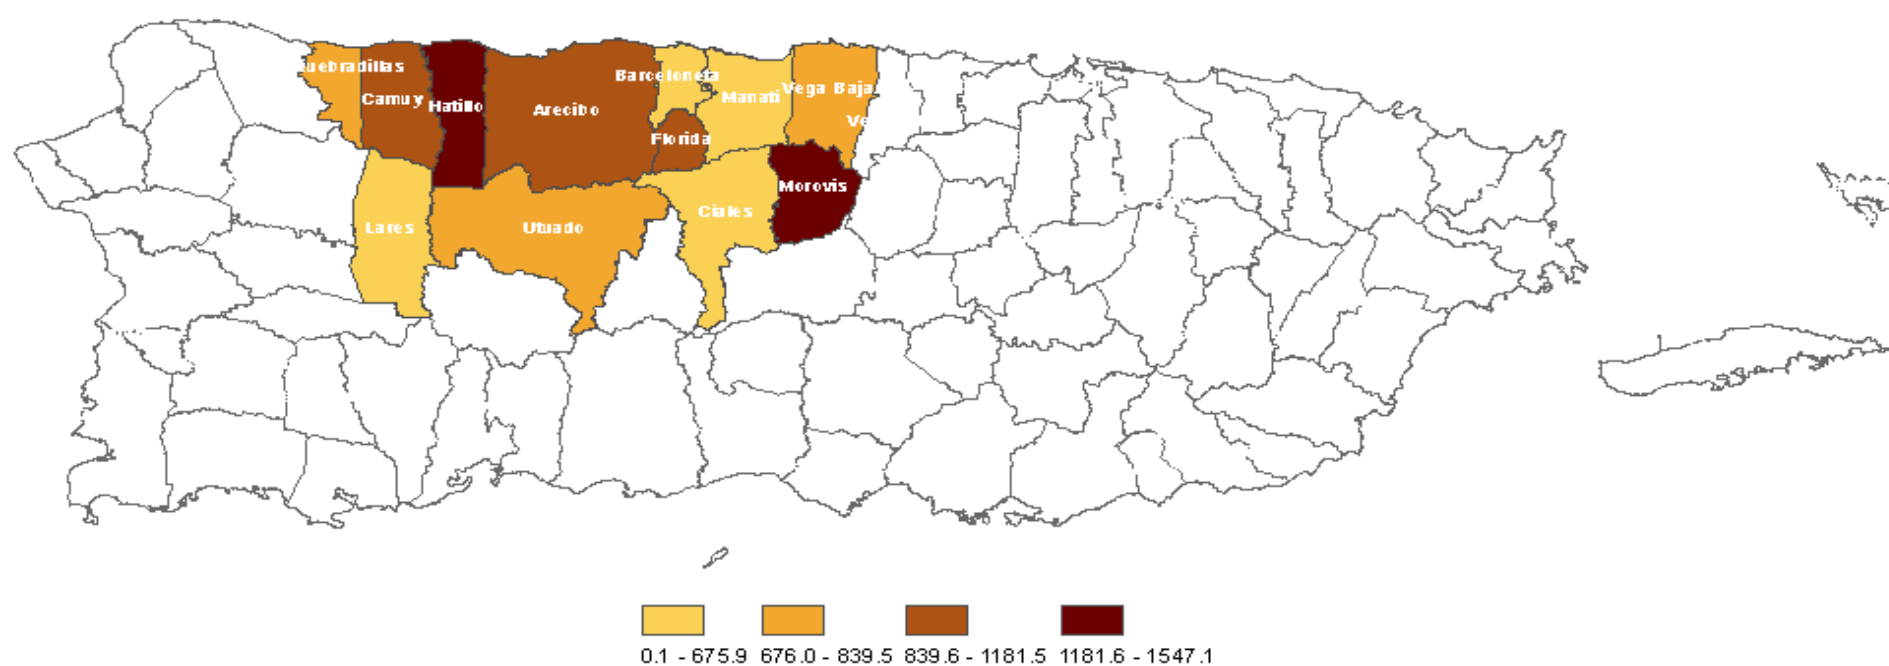 uebradillas
Camuy
Hatillo
Arecibo
Barceloneta
Florida
Manati
Vega Baja
Ve
Morovis
Ciales
Lares
Utuado
0.1 - 675.9 676.0 - 839.5 839.6 - 1181.5 1181.6 - 1547.1